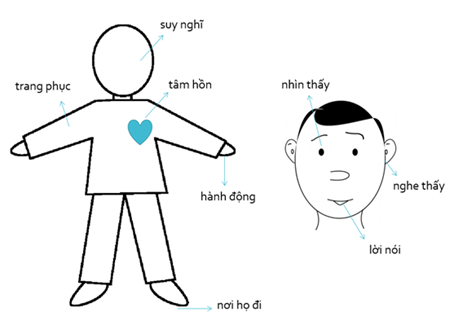 suy nghĩ
trang phục
tâm hồn
nhìn thấy
nghe thấy
hành động
lời nói
nơi họ đi